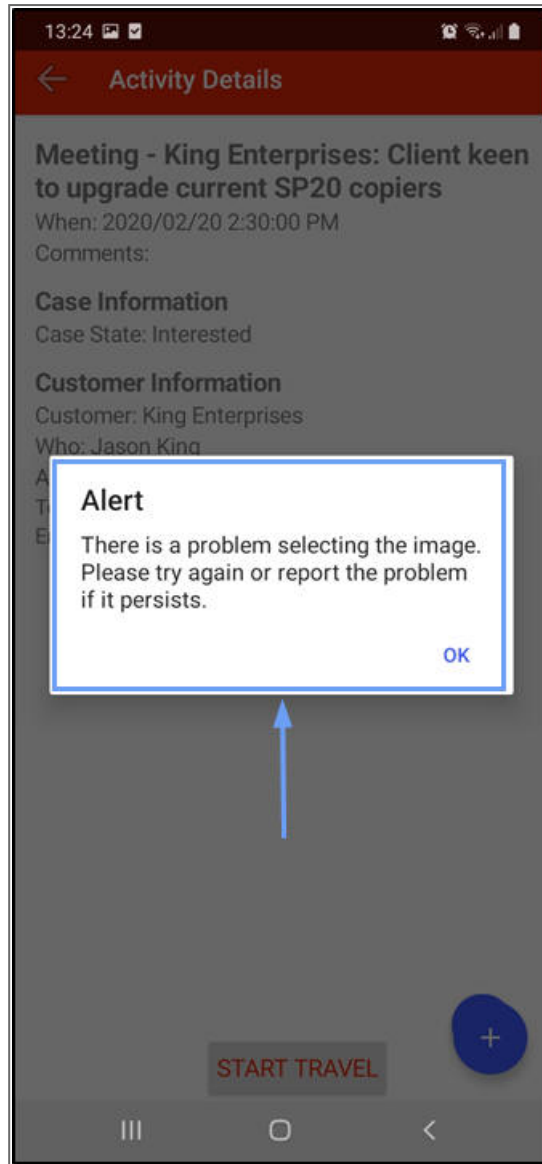 13:24
Activity Details
Meeting - King Enterprises: Client keen
to upgrade current SP20 copiers
When: 2020/02/20 2:30:00 PM
Comments:
Case Information
Case State: Interested
Customer Information
Customer: King Enterprises
Who: Jason King
Alert
There is a problem selecting the image.
Please try again or report the problem
if it persists.
OK
START TRAVEL